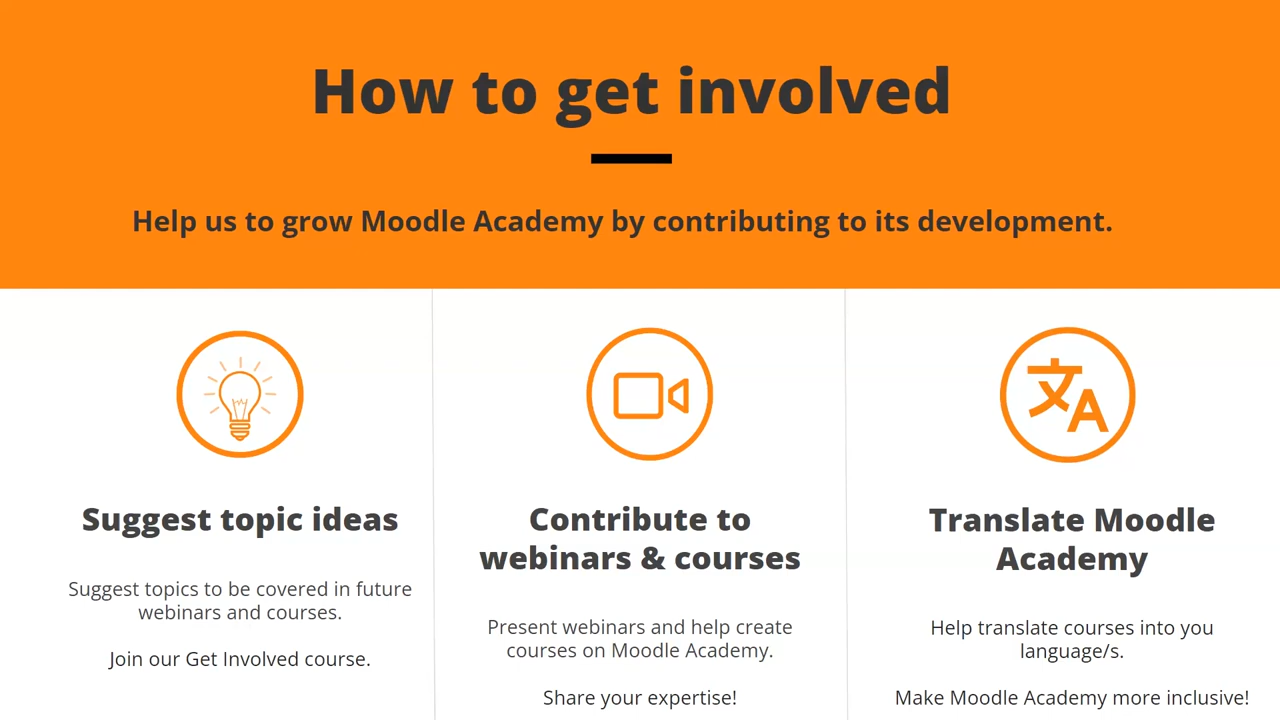 How to get involved
Help us to grow Moodle Academy by contributing to its development.
文A
Suggest topic ideas
Suggest topics to be covered in future
webinars and courses.
Join our Get Involved course.
Contribute to
webinars & courses
Present webinars and help create
courses on Moodle Academy.
Share your expertise!
Translate Moodle
Academy
Help translate courses into you
language/s.
Make Moodle Academy more inclusive!